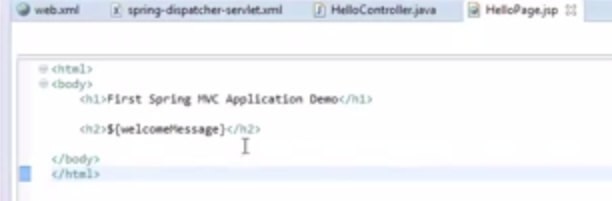 web.xml spring-dispatcher-servlet.xml HelloController.java HelloPage.jsp
<html>
<body>
<h1>First Spring MVC Application Demo</h1>
<h2>${welcomeMessage}</h2>
</body>
</html>